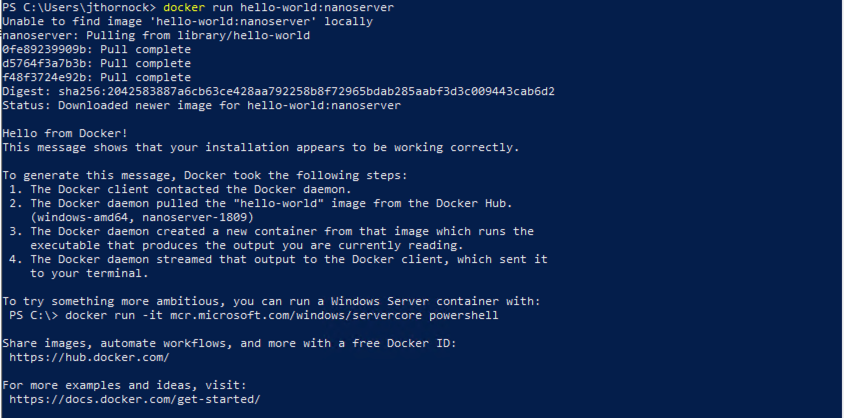 PS C:\Users\jthornock> docker run hello-world:nanoserver
Unable to find image 'hello-world:nanoserver' locally
nanoserver: Pulling from library/hello-world
0fe89239909b: Pull complete
d5764f3a7b3b: Pull complete
f48f3724e92b: Pull complete
Digest: sha256:2042583887a6cb63ce428aa792258b8f72965bdab285aabf3d3c009443cab6d2
Status: Downloaded newer image for hello-world:nanoserver
Hello from Docker!
This message shows that your installation appears to be working correctly.
To generate this message, Docker took the following steps:
1. The Docker client contacted the Docker daemon.
2. The Docker daemon pulled the "hello-world" image from the Docker Hub.
(windows-amd64, nanoserver-1809)
3. The Docker daemon created a new container from that image which runs the
executable that produces the output you are currently reading.
4. The Docker daemon streamed that output to the Docker client, which sent it
to your terminal.
To try something more ambitious, you can run a Windows Server container with:
PS C:\> docker run -it mcr.microsoft.com/windows/servercore powershell
Share images, automate workflows, and more with a free Docker ID:
https://hub.docker.com/
For more examples and ideas, visit:
https://docs.docker.com/get-started/